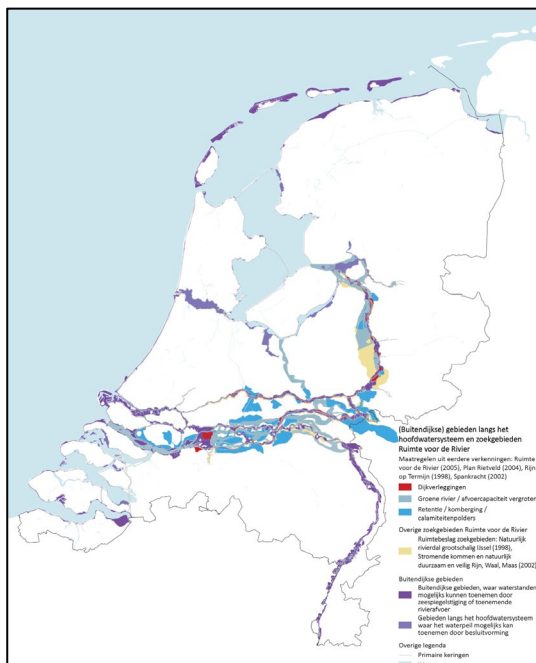 (Buitendijkse) gebieden langs het
hoofdwatersysteem en zoekgebieden
Ruimte voor de Rivier
Maatregelen uit eerdere verkenningen: Ruimte
voor de Rivier (2005), Plan Rietveld (2004), Rijn
op Termijn (1998), Spankracht (2002)
Dijkverleggingen
Groene rivier / afvoercapaciteit vergroten
Retentie / komberging /
calamiteitenpolders
Overige zoekgebieden Ruimte voor de Rivier
Ruimtebeslag zoekgebieden: Natuurlijk
rivierdal grootschalig IJssel (1998),
Stromende kommen en natuurlijk
duurzaam en veilig Rijn, Waal, Maas (2002)
Buitendijkse gebieden
Buitendijkse gebieden, waar waterstanden
mogelijks kunnen toenemen door
zeespiegelstijging of toenemende
rivierafvoer
Gebieden langs het hoofdwatersysteem
waar het waterpeil mogelijks kan
toenemen door besluitvorming
Overige legenda
Primaire keringen